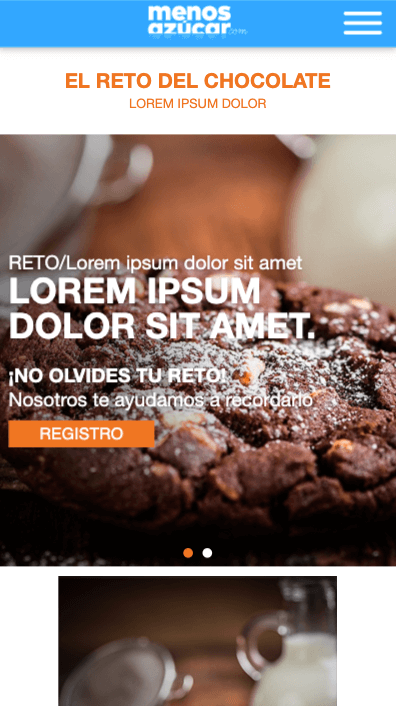 menos
azúcar.com
EL RETO DEL CHOCOLATE
LOREM IPSUM DOLOR
RETO/Lorem ipsum dolor sit amet
LOREM IPSUM
DOLOR SIT AMET.
¡NO OLVIDES TU RETO!
Nosotros te ayudamos a recordarlo
REGISTRO